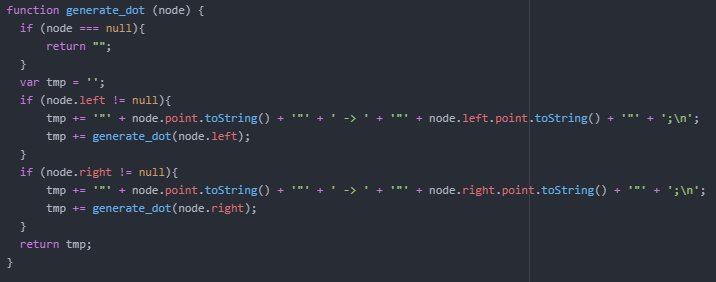 function generate_dot (node) {
  if (node === null){
      return "";
  }
  var tmp = '';
  if (node.left != null){
      tmp += '"' + node.point.toString() + '"' + ' -> ' + '"' + node.left.point.toString() + '"' + ';\n';
      tmp += generate_dot(node.left);
  }
  if (node.right != null){
      tmp += '"' + node.point.toString() + '"' + ' -> ' + '"' + node.right.point.toString() + '"' + ';\n';
      tmp += generate_dot(node.right);
  }
  return tmp;
}